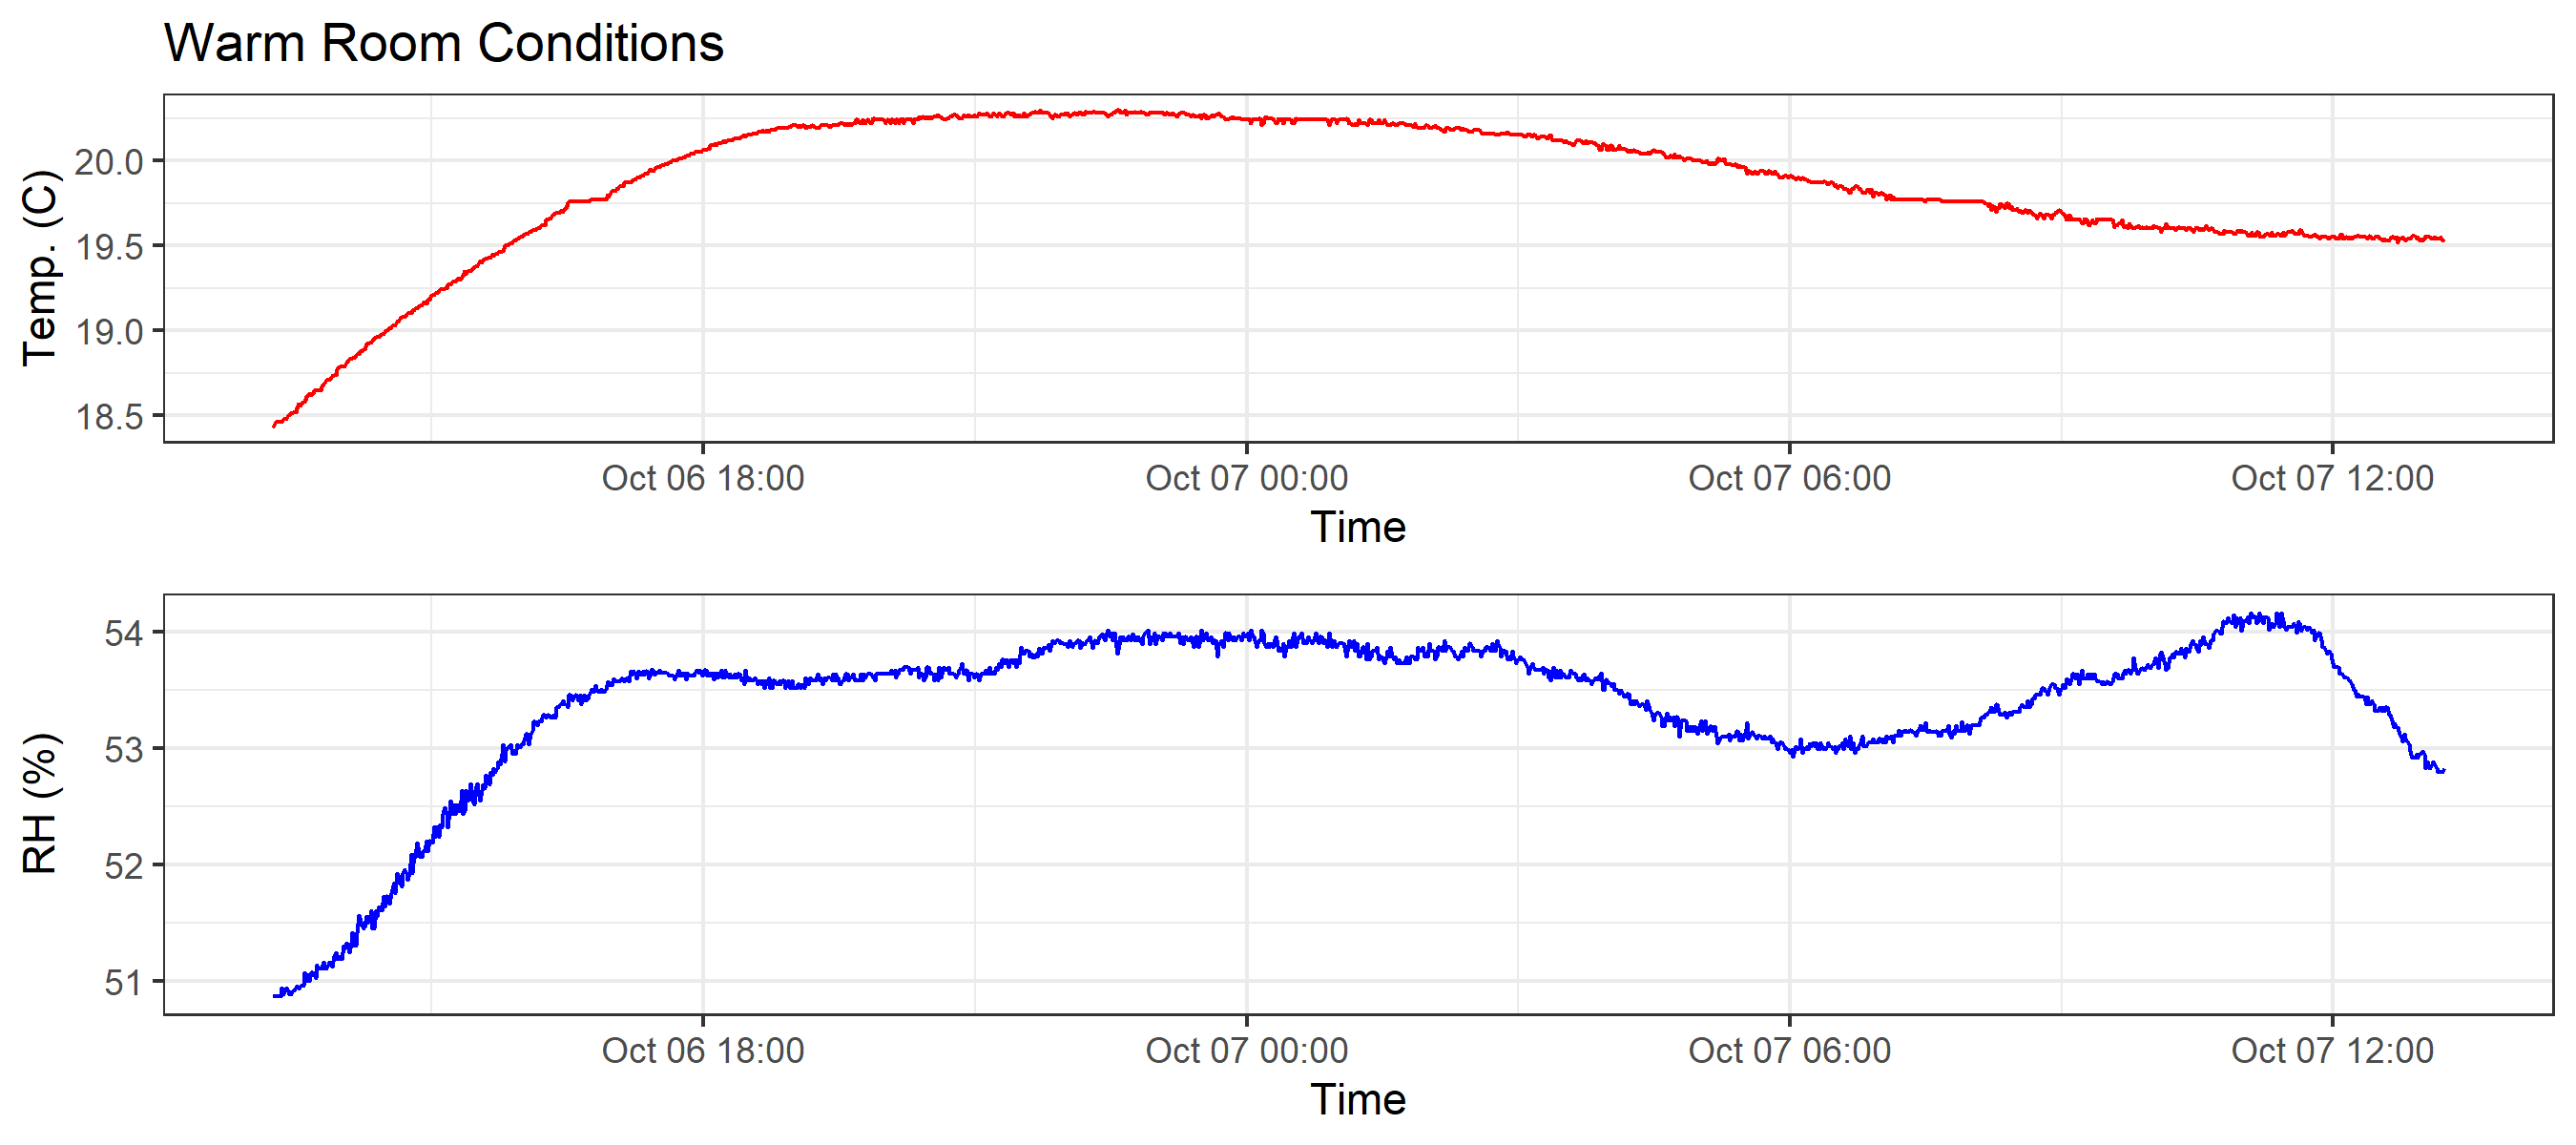 Warm Room Conditions
Temp. (C)
20.0
19.5
19.0
18.5
Oct 06 18:00 Oct 07 00:00 Oct 07 06:00 Oct 07 12:00
Time
RH (%)
54
53
52
51
Oct 06 18:00 Oct 07 00:00 Oct 07 06:00 Oct 07 12:00
Time